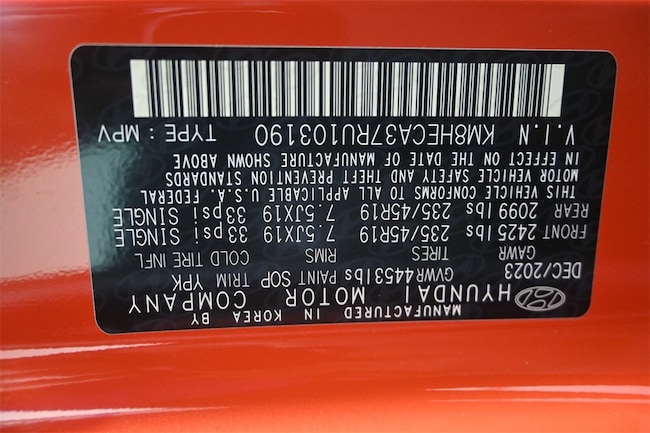 MANUFACTURED IN KOREA BY
HYUNDAI MOTOR COMPANY
DEC/2023 GWVR4453 lbs PAINT SOP TRIM YPK
GAWR TIRES RIMS COLD TIRE INFL
FRONT 2425 lbs 235/45R19 7.5JX19 33psi SINGLE
REAR 2099 lbs 235/45R19 7.5JX19 33psi SINGLE
THIS VEHICLE CONFORMS TO ALL APPLICABLE U.S.A. FEDERAL
MOTOR VEHICLE SAFETY AND THEFT PREVENTION STANDARDS
IN EFFECT ON THE DATE OF MANUFACTURE SHOWN ABOVE
V.I.N KM8HECA37RU103190 TYPE : MPV